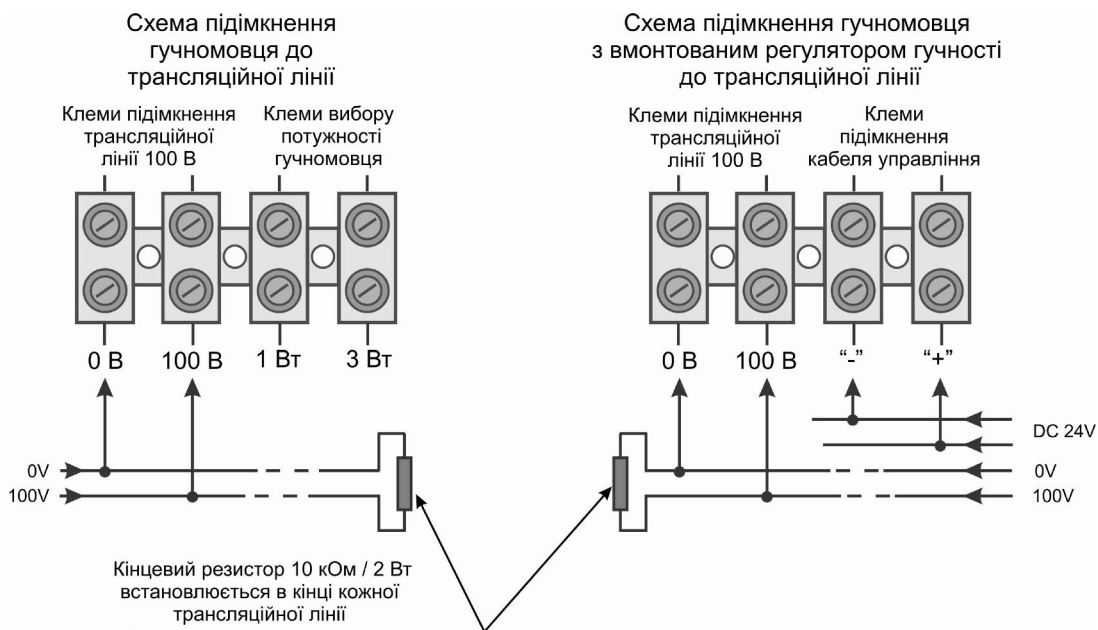 Схема підімкнення
гучномовця до
трансляційної лінії
Клеми підімкнення
трансляційної
лінії 100 В
Клеми вибору
потужності
гучномовця
0 В
100 В
1 Вт
3 Вт
0V
100V
Кінцевий резистор 10 кОм / 2 Вт
встановлюється в кінці кожної
трансляційної лінії
Схема підімкнення гучномовця
з вмонтованим регулятором гучності
до трансляційної лінії
Клеми підімкнення
трансляційної
лінії 100 В
Клеми
підімкнення
кабеля управління
0 В
100 В
“-”
“+”
DC 24V
0V
100V